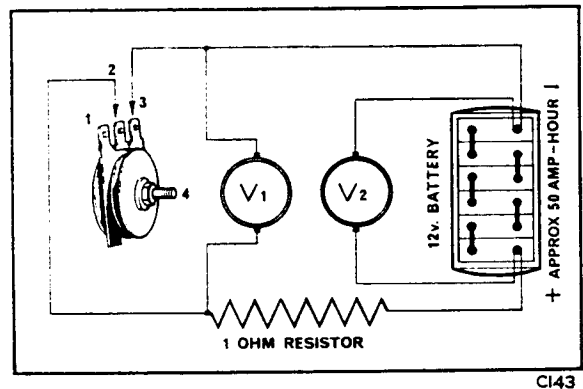 2
3
1
4
V1
V2
12v. BATTERY
+ APPROX 50 AMP-HOUR -
1 OHM RESISTOR
C143